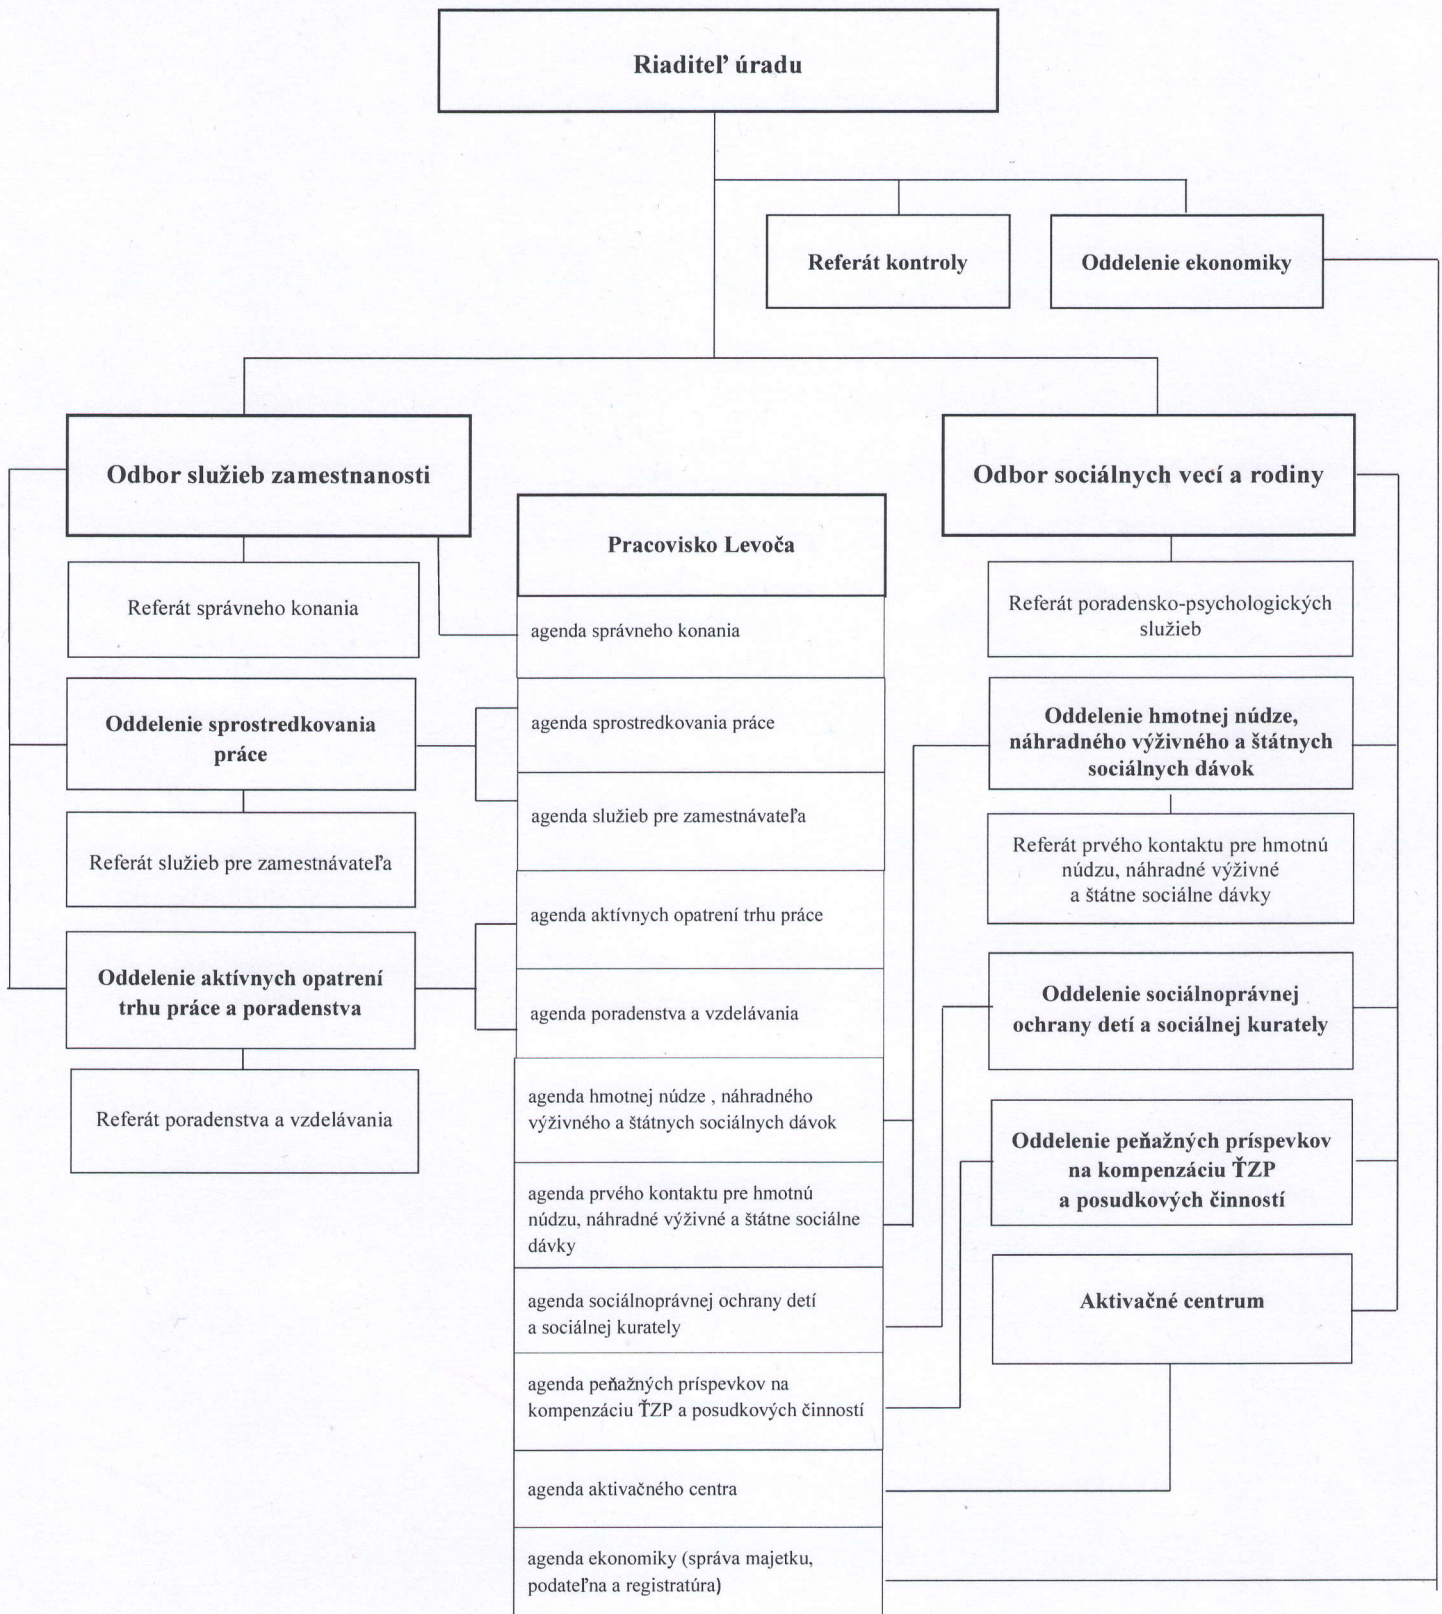 Riaditeľ úradu
Referát kontroly
Oddelenie ekonomiky
Odbor služieb zamestnanosti
Referát správneho konania
Oddelenie sprostredkovania
práce
Referát služieb pre zamestnávateľa
Oddelenie aktívnych opatrení
trhu práce a poradenstva
Referát poradenstva a vzdelávania
Pracovisko Levoča
agenda správneho konania
agenda sprostredkovania práce
agenda služieb pre zamestnávateľa
agenda aktívnych opatrení trhu práce
agenda poradenstva a vzdelávania
agenda hmotnej núdze , náhradného
výživného a štátnych sociálnych dávok
agenda prvého kontaktu pre hmotnú
núdzu, náhradné výživné a štátne sociálne
dávky
agenda sociálnoprávnej ochrany detí
a sociálnej kurately
agenda peňažných príspevkov na
kompenzáciu ŤZP a posudkových činností
agenda aktivačného centra
agenda ekonomiky (správa majetku,
podateľna a registratúra)
Odbor sociálnych vecí a rodiny
Referát poradensko-psychologických
služieb
Oddelenie hmotnej núdze,
náhradného výživného a štátnych
sociálnych dávok
Referát prvého kontaktu pre hmotnú
núdzu, náhradné výživné
a štátne sociálne dávky
Oddelenie sociálnoprávnej
ochrany detí a sociálnej kurately
Oddelenie peňažných príspevkov
na kompenzáciu ŤZP
a posudkových činností
Aktivačné centrum